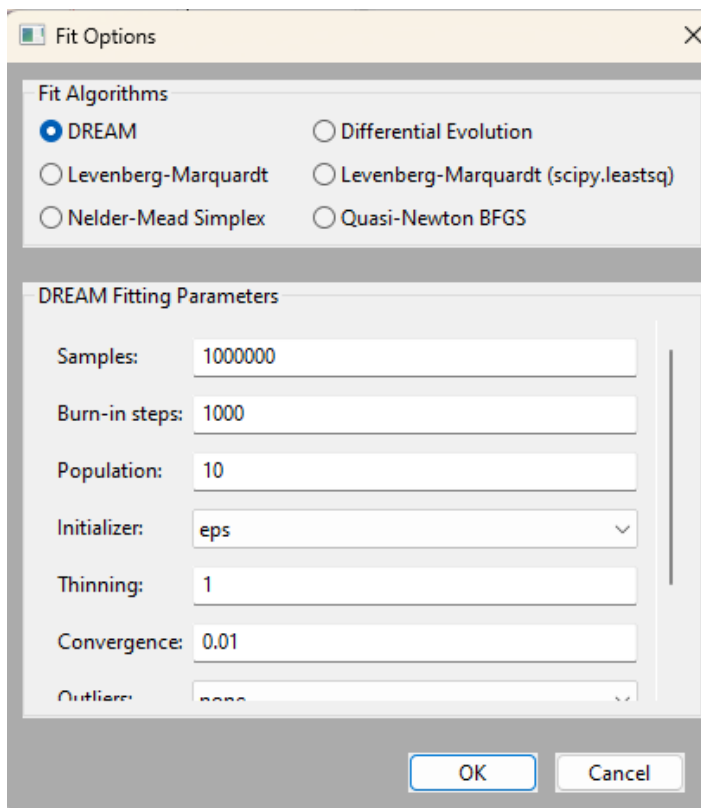 Fit Options
Fit Algorithms
DREAM
Differential Evolution
Levenberg-Marquardt
Levenberg-Marquardt (scipy.leastsq)
Nelder-Mead Simplex
Quasi-Newton BFGS
DREAM Fitting Parameters
Samples: 1000000
Burn-in steps: 1000
Population: 10
Initializer: eps
Thinning: 1
Convergence: 0.01
Outliers: none
OK
Cancel